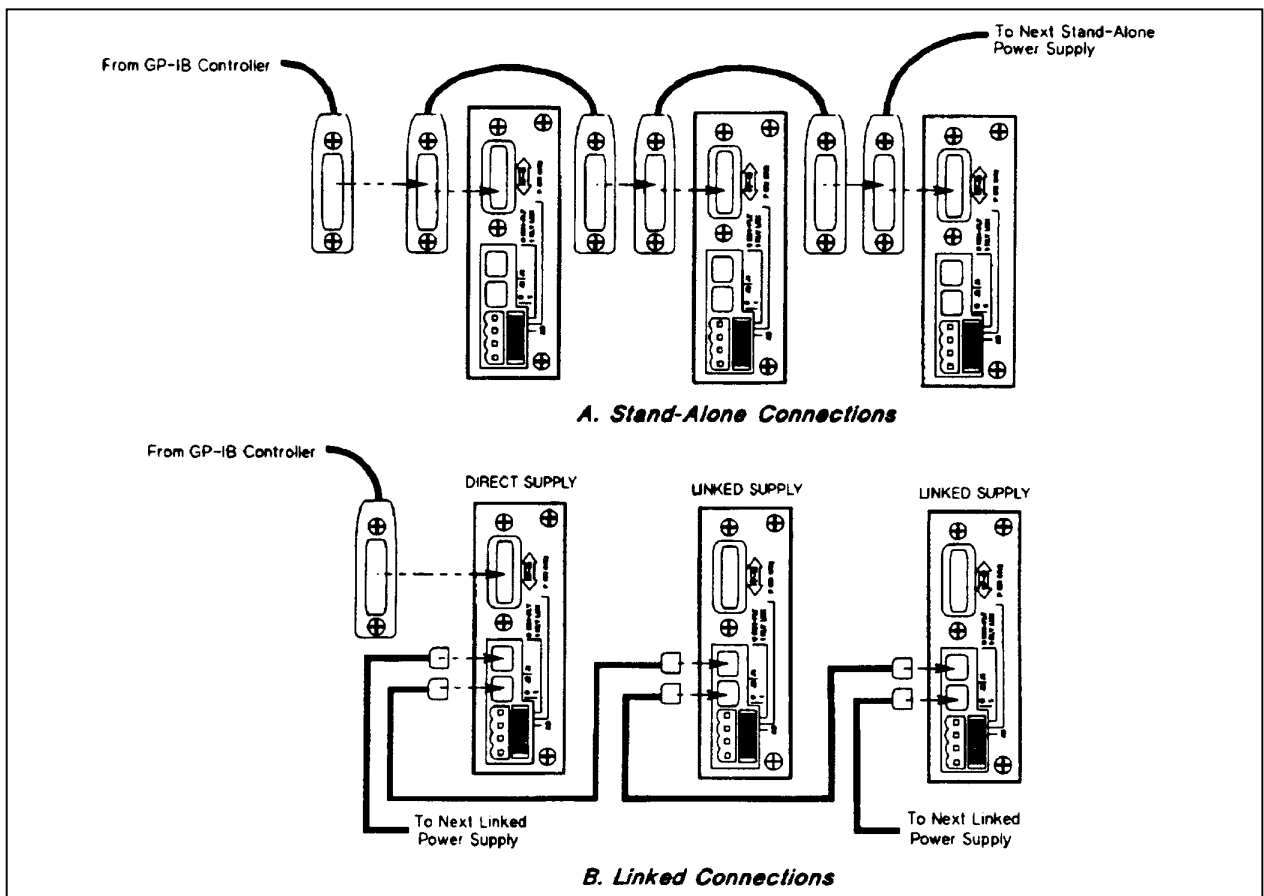 From GP-IB Controller
To Next Stand-Alone
Power Supply
A. Stand-Alone Connections
From GP-IB Controller
DIRECT SUPPLY
LINKED SUPPLY
LINKED SUPPLY
To Next Linked
Power Supply
To Next Linked
Power Supply
B. Linked Connections